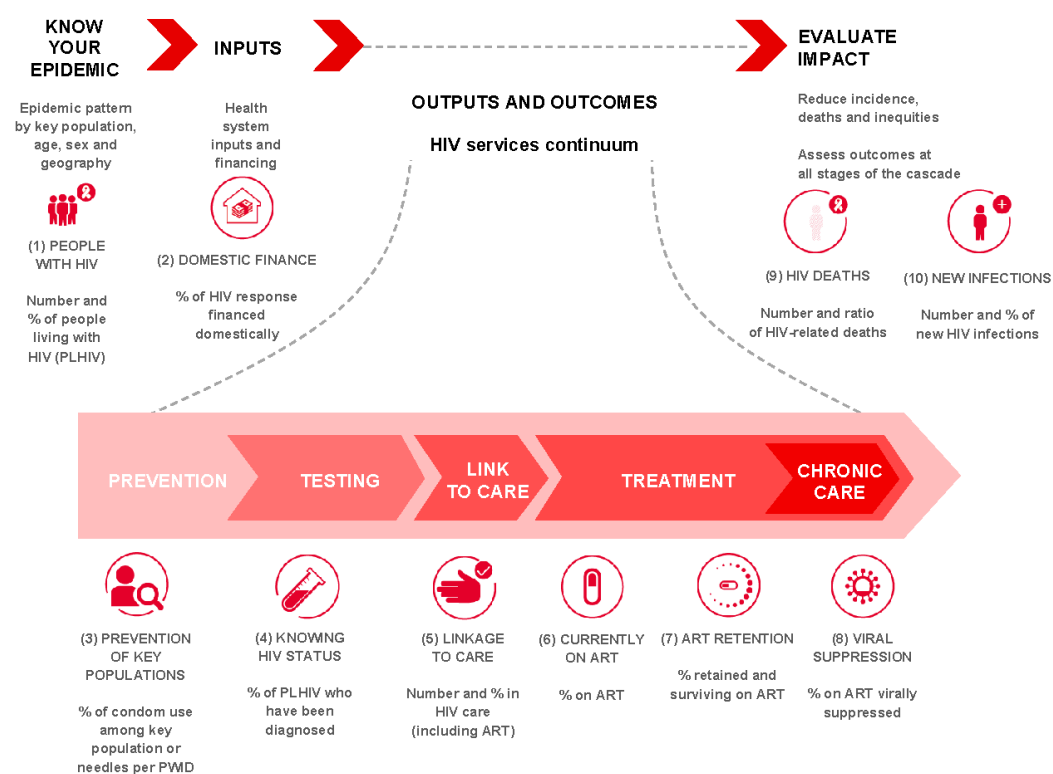 KNOW
YOUR
EPIDEMIC
Epidemic pattern
by key population,
age, sex and
geography
(1) PEOPLE
WITH HIV
Number and
% of people
living with
HIV (PLHIV)
INPUTS
Health
system
inputs and
financing
(2) DOMESTIC FINANCE
% of HIV response
financed
domestically
OUTPUTS AND OUTCOMES
HIV services continuum
EVALUATE
IMPACT
Reduce incidence,
deaths and inequities
Assess outcomes at
all stages of the cascade
(9) HIV DEATHS
Number and ratio
of HIV-related deaths
(10) NEW INFECTIONS
Number and % of
new HIV infections
PREVENTION
TESTING
LINK
TO CARE
TREATMENT
CHRONIC
CARE
(3) PREVENTION
OF KEY
POPULATIONS
% of condom use
among key
population or
needles per PWID
(4) KNOWING
HIV STATUS
% of PLHIV who
have been
diagnosed
(5) LINKAGE
TO CARE
Number and % in
HIV care
(including ART)
(6) CURRENTLY
ON ART
% on ART
(7) ART RETENTION
% retained and
surviving on ART
(8) VIRAL
SUPPRESSION
% on ART virally
suppressed